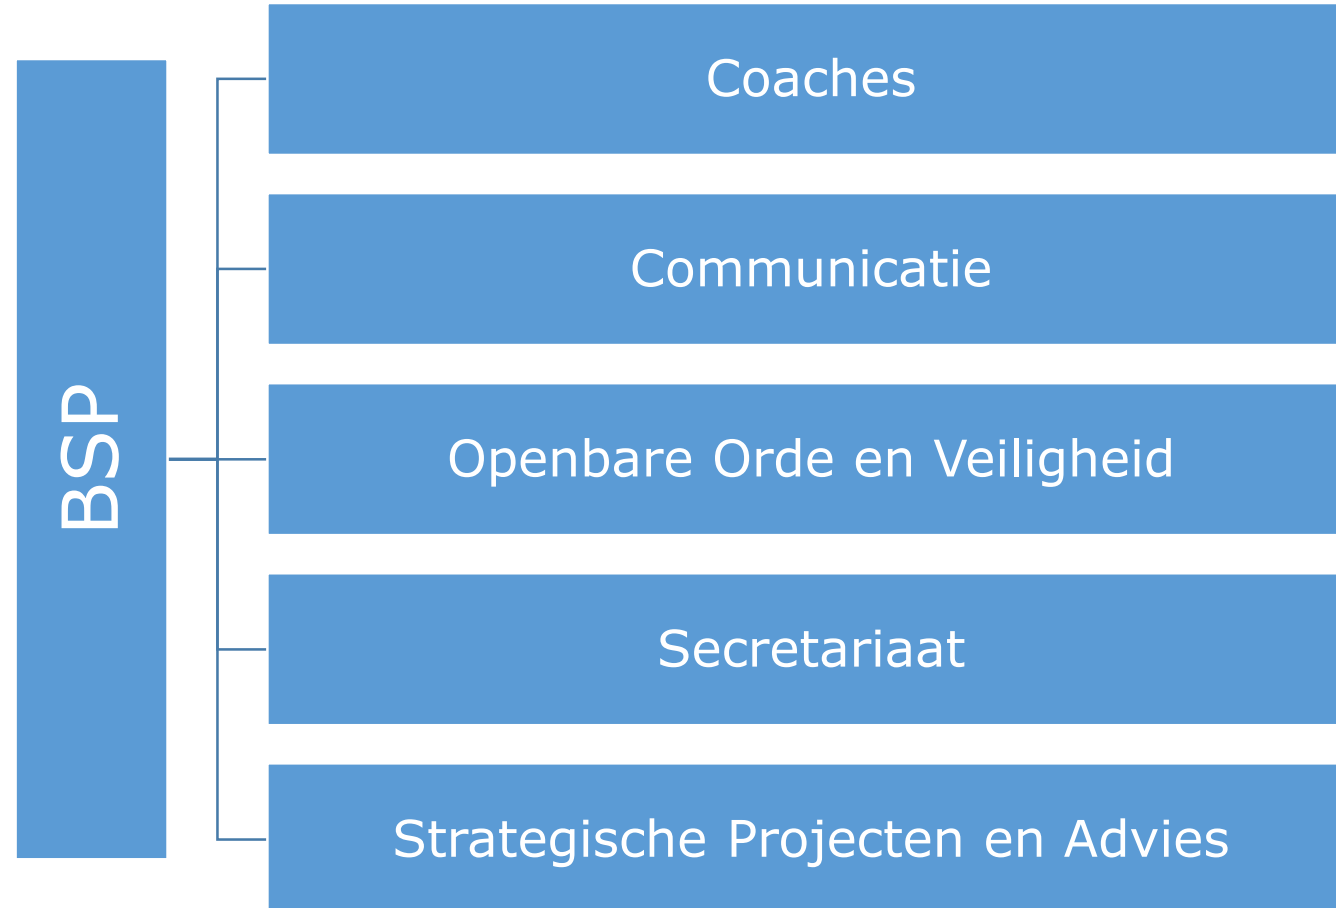 BSP
Coaches
Communicatie
Openbare Orde en Veiligheid
Secretariaat
Strategische Projecten en Advies